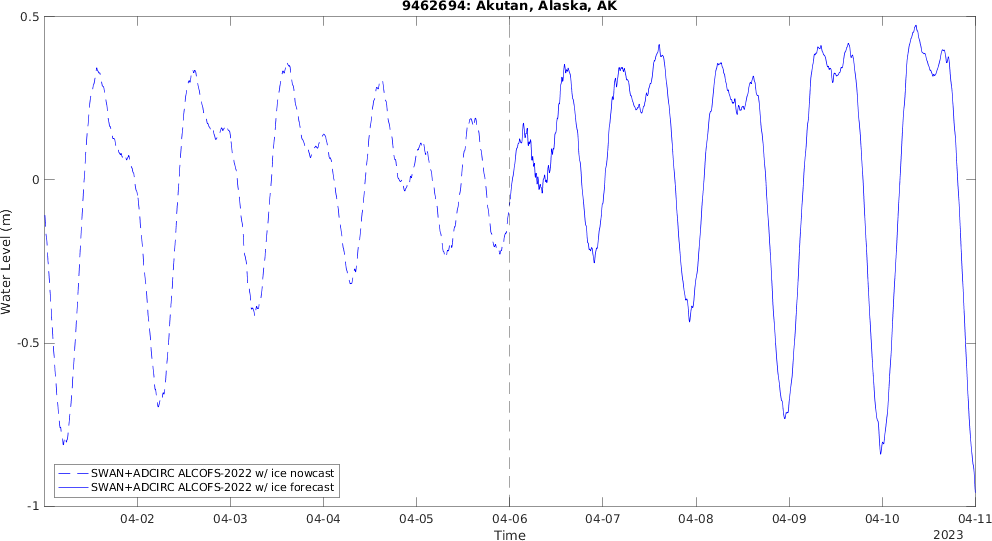 9462694: Akutan, Alaska, AK
0.5
0
-0.5
-1
Water Level (m)
SWAN+ADCIRC ALCOFS-2022 w/ ice nowcast
SWAN+ADCIRC ALCOFS-2022 w/ ice forecast
04-02 04-03 04-04 04-05 04-06 04-07 04-08 04-09 04-10 04-11
Time
2023